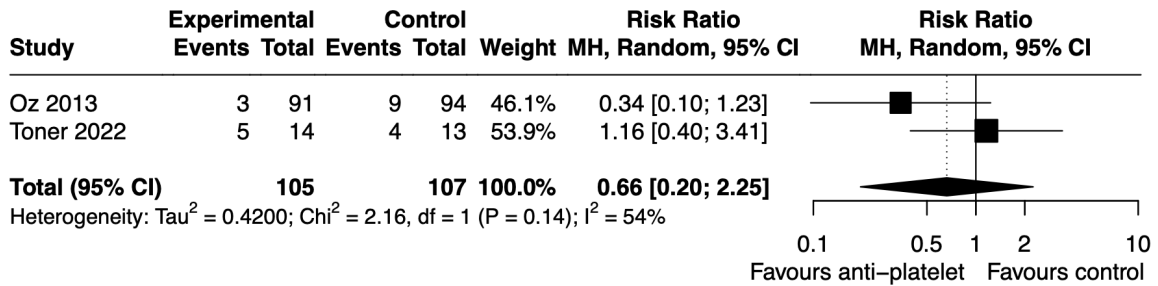 Experimental Control Risk Ratio Risk Ratio
Study Events Total Events Total Weight MH, Random, 95% CI MH, Random, 95% CI
Oz 2013 3 91 9 94 46.1% 0.34 [0.10; 1.23]
Toner 2022 5 14 4 13 53.9% 1.16 [0.40; 3.41]
Total (95% CI) 105 107 100.0% 0.66 [0.20; 2.25]
Heterogeneity: Tau² = 0.4200; Chi² = 2.16, df = 1 (P = 0.14); I² = 54%
0.1 0.5 1 2 10
Favours anti−platelet Favours control